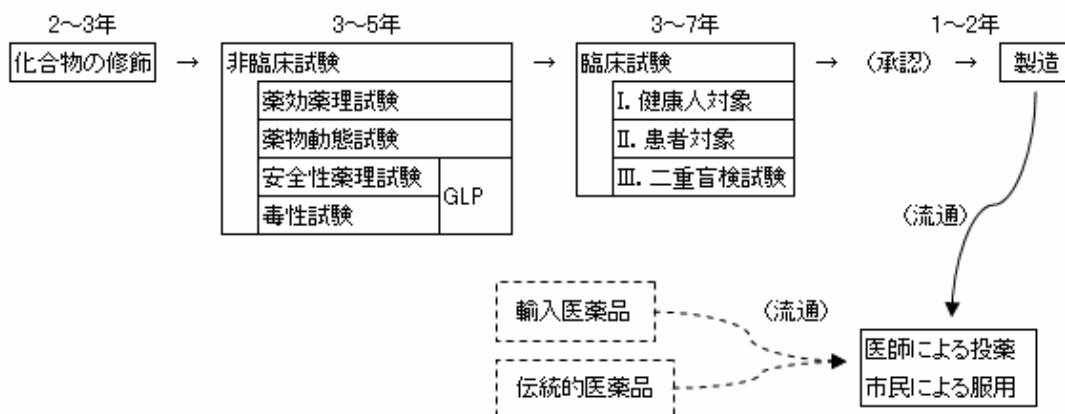 2～3年
3～5年
3～7年
1～2年
化合物の修飾 → 非臨床試験 → 臨床試験 → （承認） → 製造
薬効薬理試験
薬物動態試験
安全性薬理試験
毒性試験
GLP
I. 健康人対象
II. 患者対象
III. 二重盲検試験
（流通）
輸入医薬品
（流通）
伝統的医薬品
医師による投薬
市民による服用